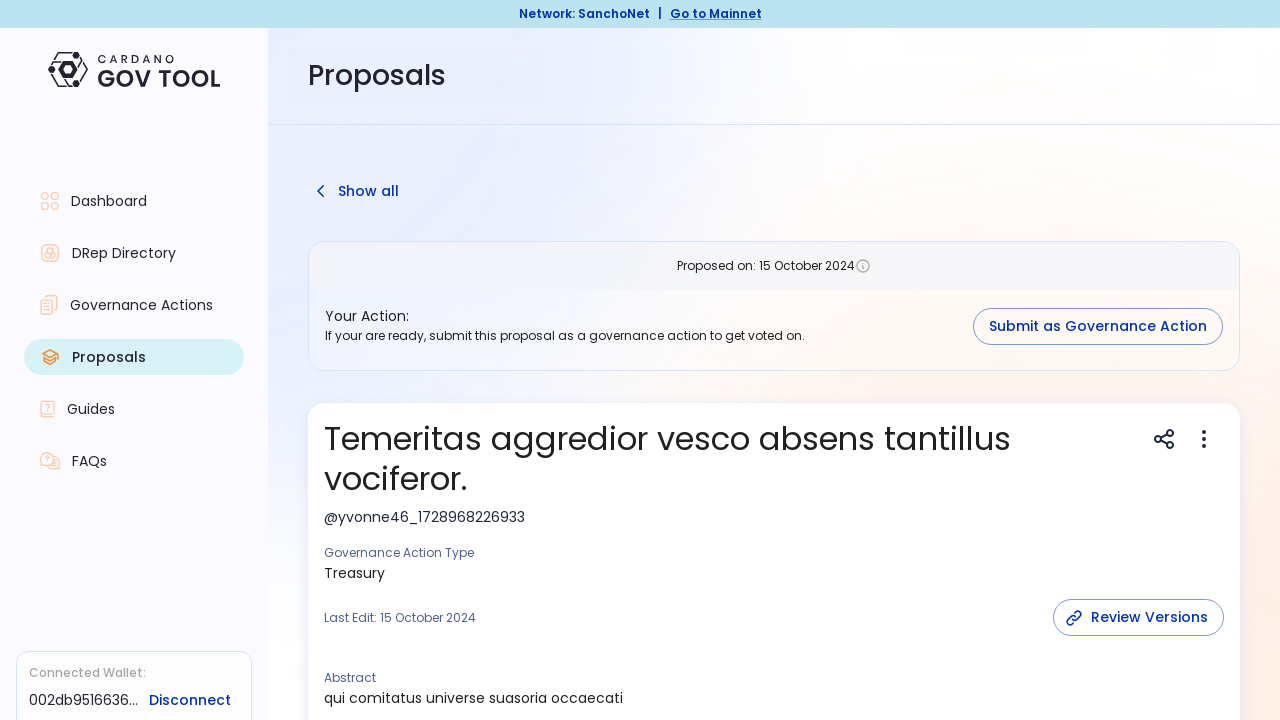 Network: SanchoNet | Go to Mainnet
CARDANO
GOV TOOL
Proposals
Dashboard
DRep Directory
Governance Actions
Proposals
Guides
FAQs
Connected Wallet:
002db9516636... Disconnect
Show all
Proposed on: 15 October 2024
Your Action:
If your are ready, submit this proposal as a governance action to get voted on.
Submit as Governance Action
Temeritas aggredior vesco absens tantillus
vociferor.
@yvonne46_1728968226933
Governance Action Type
Treasury
Last Edit: 15 October 2024
Review Versions
Abstract
qui comitatus universe suasoria occaecati